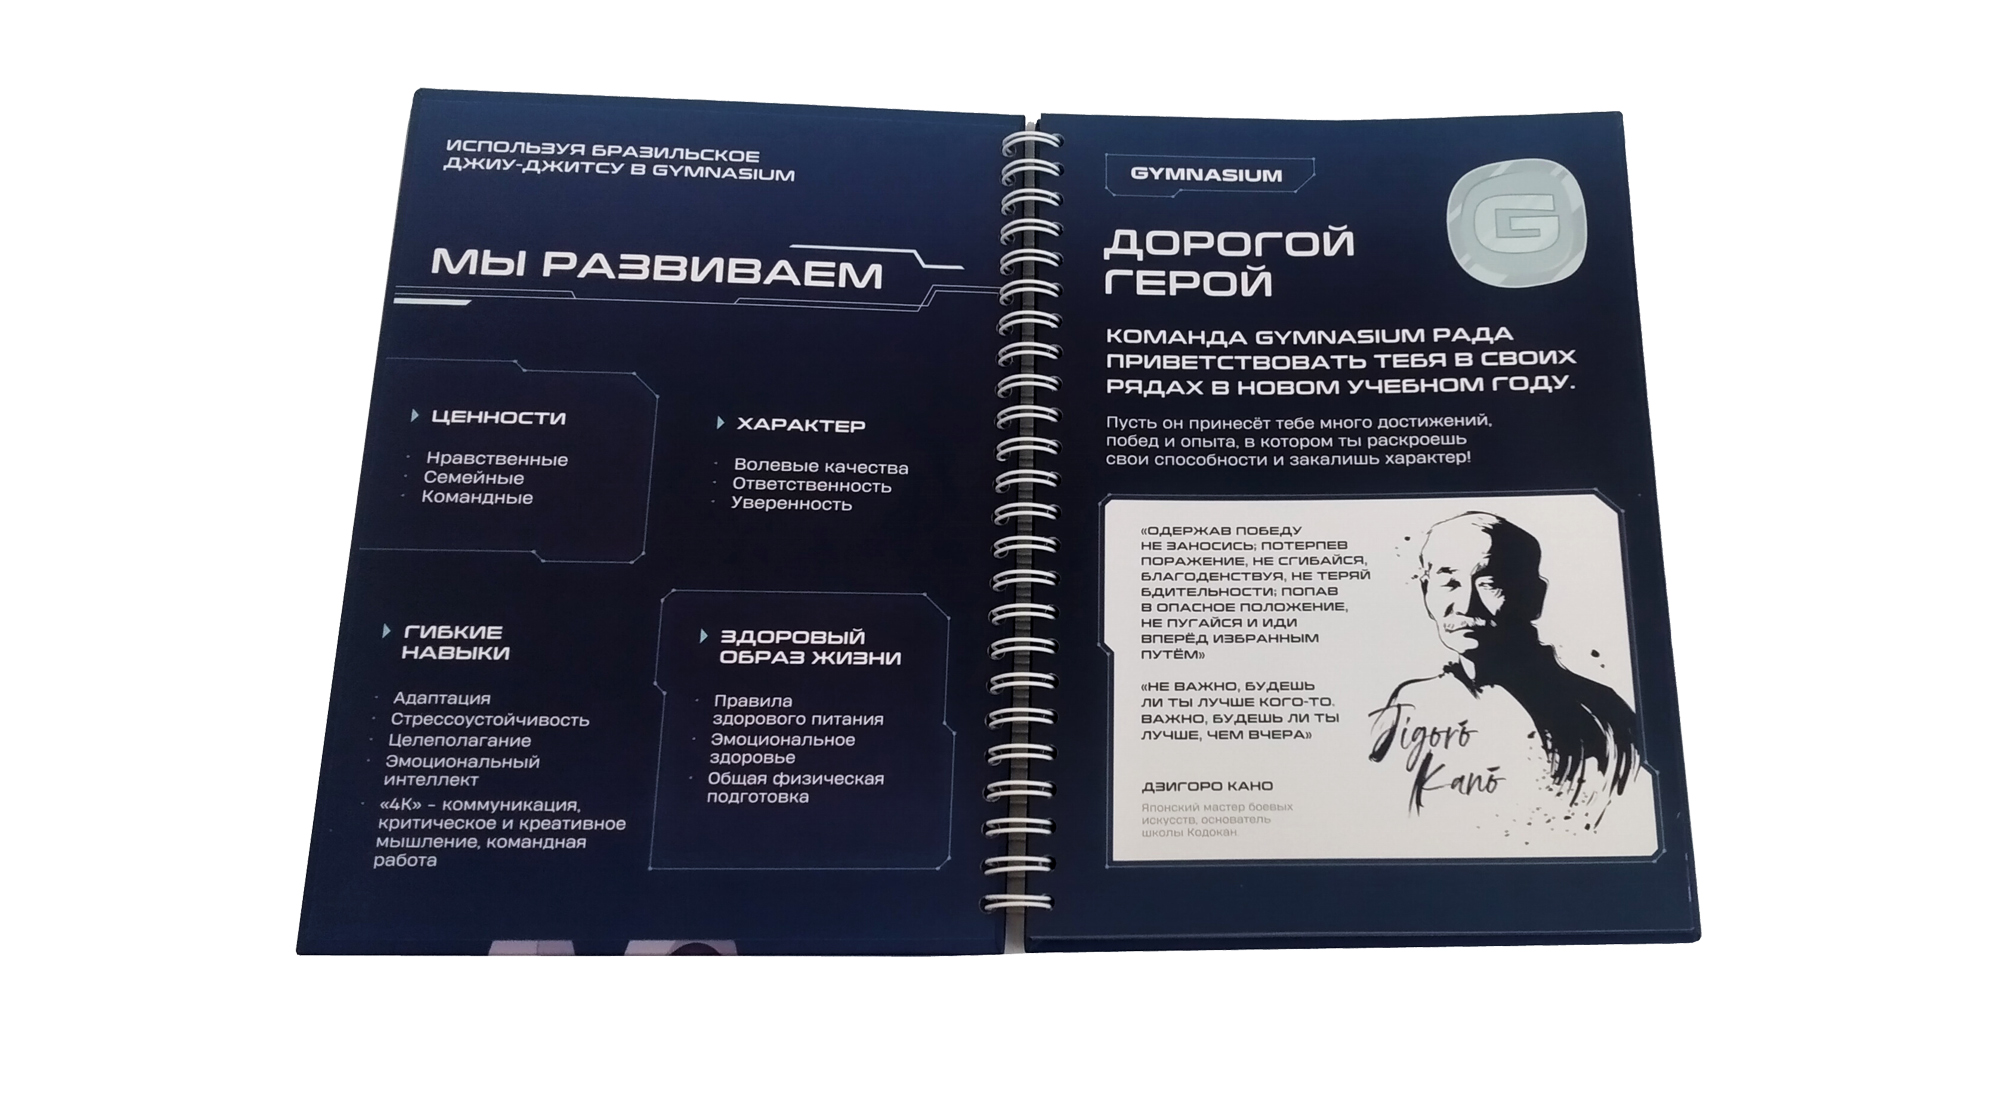 ИСПОЛЬЗУЯ БРАЗИЛЬСКОЕ
ДЖИУ-ДЖИТСУ В GYMNASIUM
МЫ РАЗВИВАЕМ
ЦЕННОСТИ
· Нравственные
· Семейные
· Командные
ХАРАКТЕР
· Волевые качества
· Ответственность
· Уверенность
ГИБКИЕ
НАВЫКИ
· Адаптация
· Стрессоустойчивость
· Целеполагание
· Эмоциональный
интеллект
· «4К» – коммуникация,
критическое и креативное
мышление, командная
работа
ЗДОРОВЫЙ
ОБРАЗ ЖИЗНИ
· Правила
здорового питания
· Эмоциональное
здоровье
· Общая физическая
подготовка
GYMNASIUM
G
ДОРОГОЙ
ГЕРОЙ
КОМАНДА GYMNASIUM РАДА
ПРИВЕТСТВОВАТЬ ТЕБЯ В СВОИХ
РЯДАХ В НОВОМ УЧЕБНОМ ГОДУ.
Пусть он принесёт тебе много достижений,
побед и опыта, в котором ты раскроешь
свои способности и закалишь характер!
«ОДЕРЖАВ ПОБЕДУ
НЕ ЗАНОСИСЬ; ПОТЕРПЕВ
ПОРАЖЕНИЕ, НЕ СГИБАЙСЯ,
БЛАГОДЕНСТВУЯ, НЕ ТЕРЯЙ
БДИТЕЛЬНОСТИ; ПОПАВ
В ОПАСНОЕ ПОЛОЖЕНИЕ,
НЕ ПУГАЙСЯ И ИДИ
ВПЕРЁД ИЗБРАННЫМ
ПУТЁМ»
«НЕ ВАЖНО, БУДЕШЬ
ЛИ ТЫ ЛУЧШЕ КОГО-ТО.
ВАЖНО, БУДЕШЬ ЛИ ТЫ
ЛУЧШЕ, ЧЕМ ВЧЕРА»
Jigoró
Kanō
ДЗИГОРО КАНО
Японский мастер боевых
искусств, основатель
школы Кодокан.